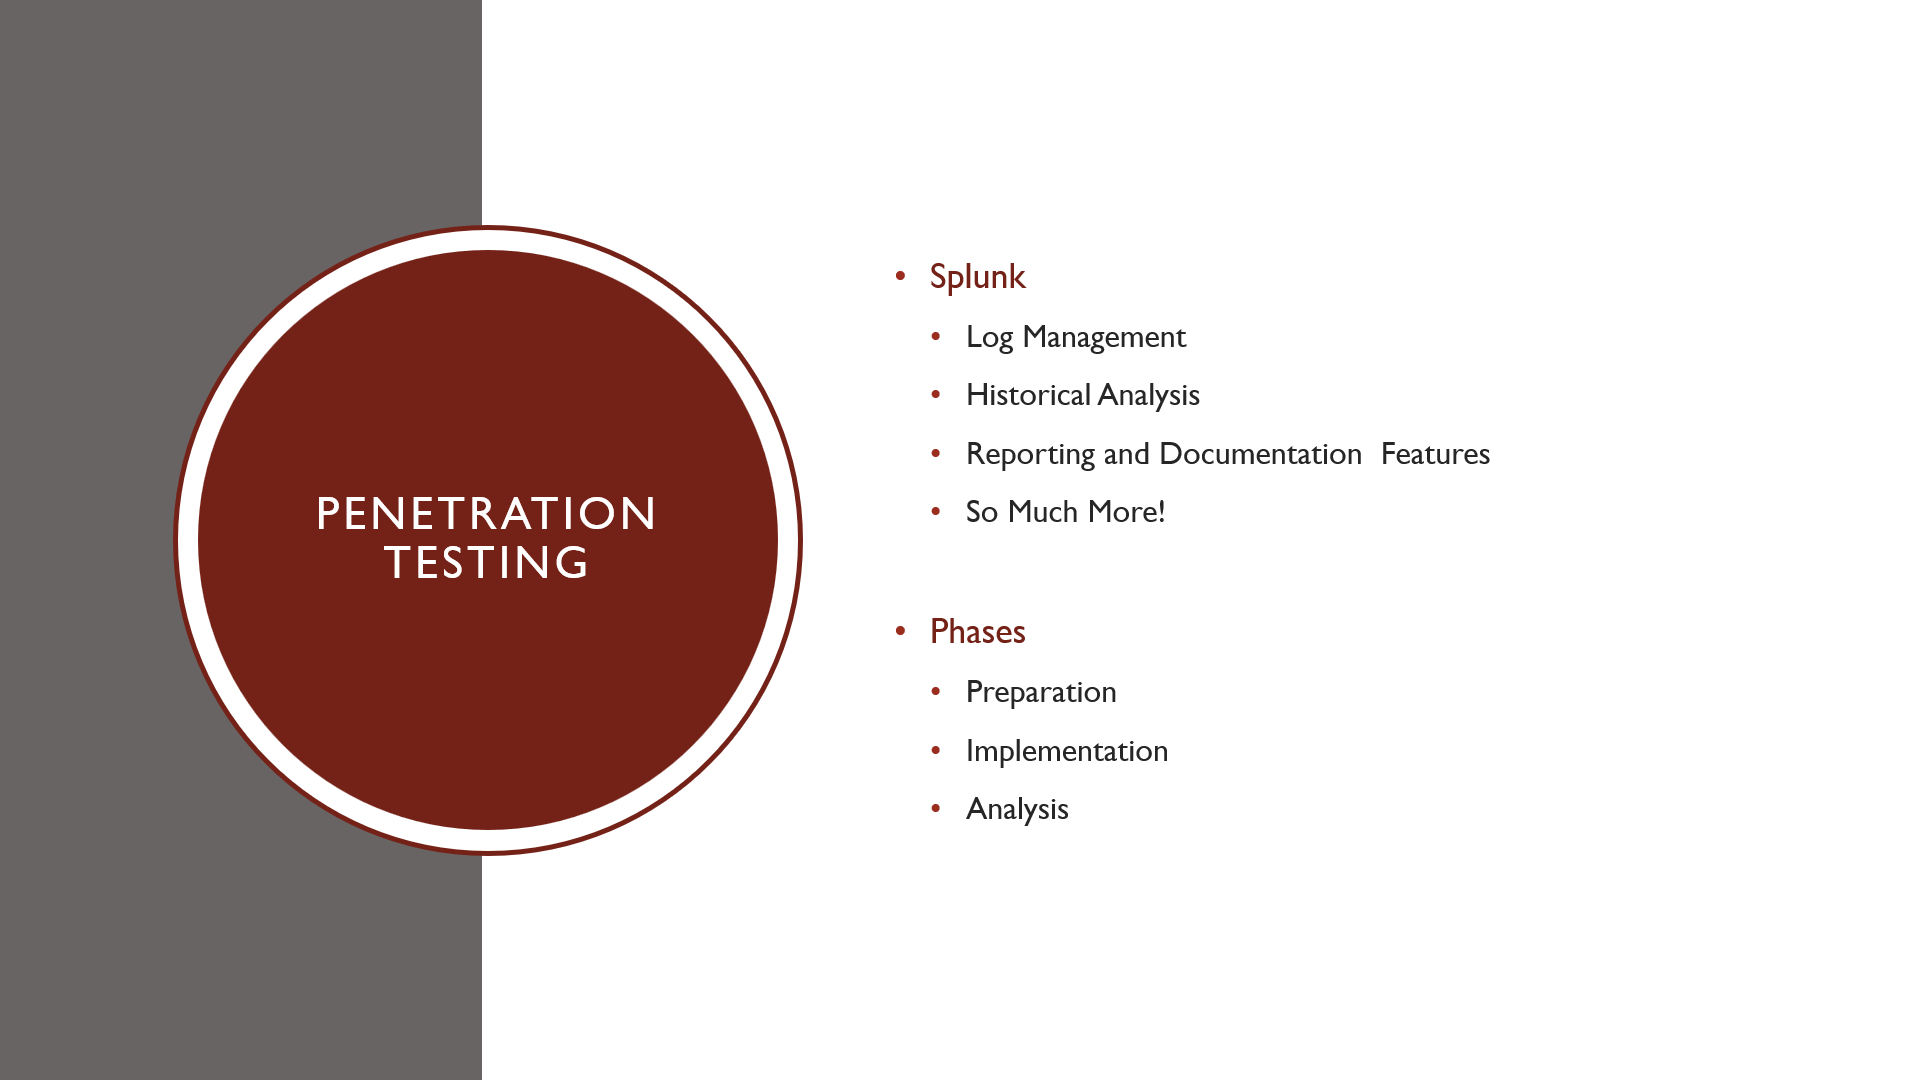 PENETRATION
TESTING
• Splunk
• Log Management
• Historical Analysis
• Reporting and Documentation  Features
• So Much More!
• Phases
• Preparation
• Implementation
• Analysis